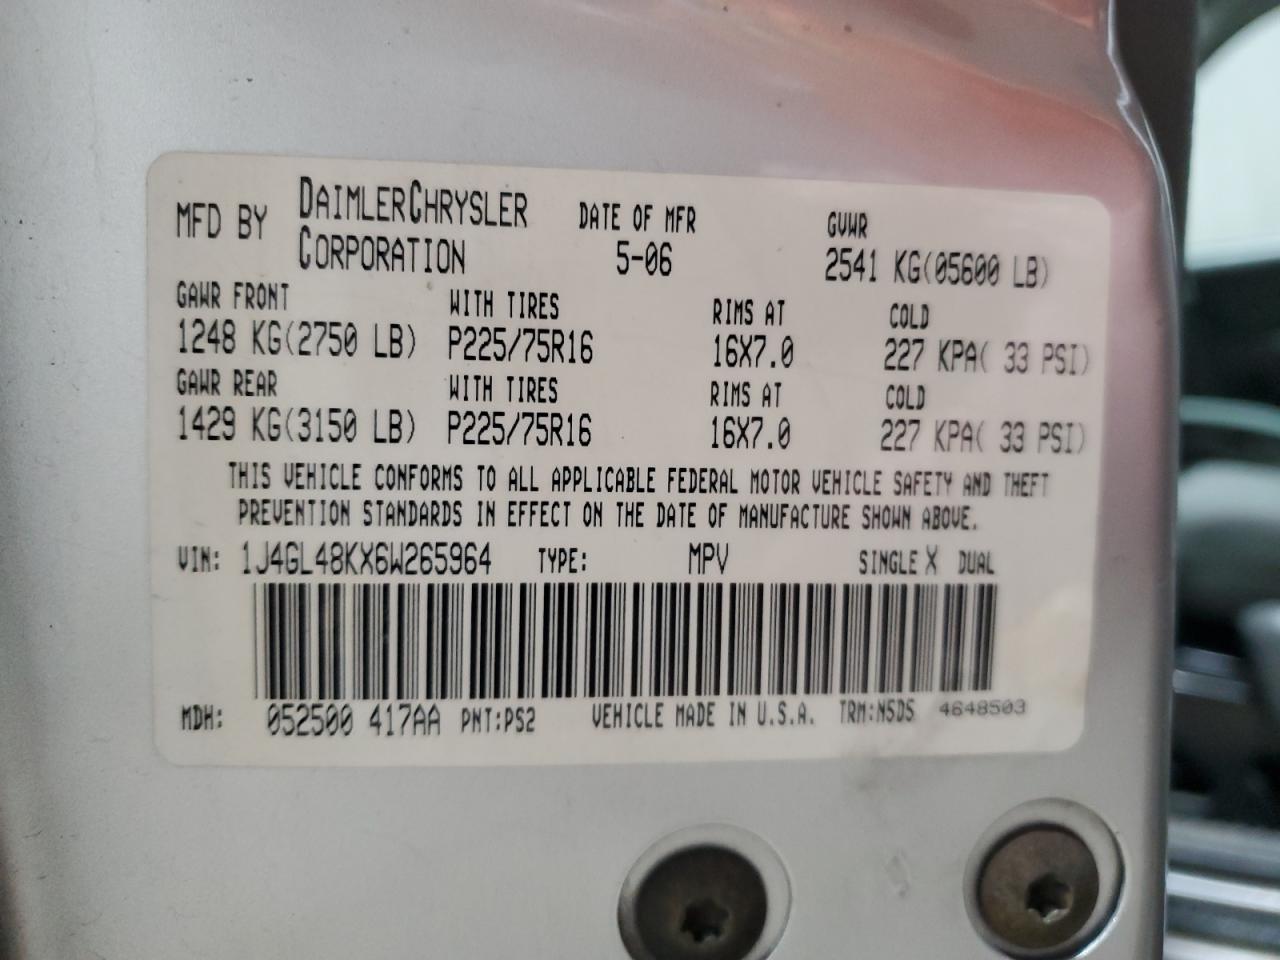 MFD BY DAIMLERCHRYSLER CORPORATION DATE OF MFR 5-06 GVWR 2541 KG(05600 LB)
GAWR FRONT WITH TIRES RIMS AT COLD
1248 KG(2750 LB) P225/75R16 16X7.0 227 KPA( 33 PSI)
GAWR REAR WITH TIRES RIMS AT COLD
1429 KG(3150 LB) P225/75R16 16X7.0 227 KPA( 33 PSI)
THIS VEHICLE CONFORMS TO ALL APPLICABLE FEDERAL MOTOR VEHICLE SAFETY AND THEFT
PREVENTION STANDARDS IN EFFECT ON THE DATE OF MANUFACTURE SHOWN ABOVE.
VIN: 1J4GL48KX6W265964 TYPE: MPV SINGLE X DUAL
MDH: 052500 417AA PNT:PS2 VEHICLE MADE IN U.S.A. TRM:N5D5 4648503